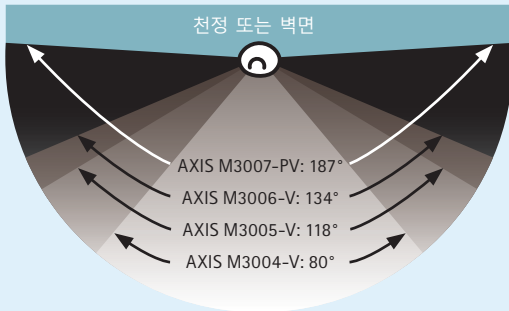 천정 또는 벽면
AXIS M3007-PV: 187°
AXIS M3006-V: 134°
AXIS M3005-V: 118°
AXIS M3004-V: 80°